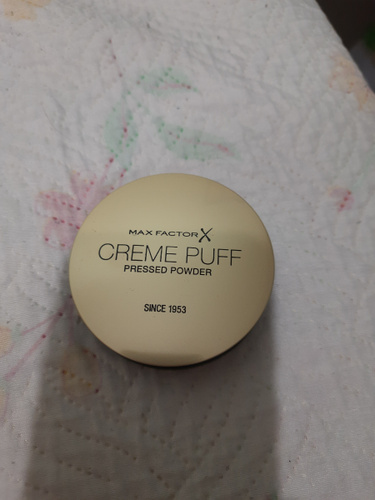 MAX FACTOR X
CREME PUFF
PRESSED POWDER
SINCE 1953